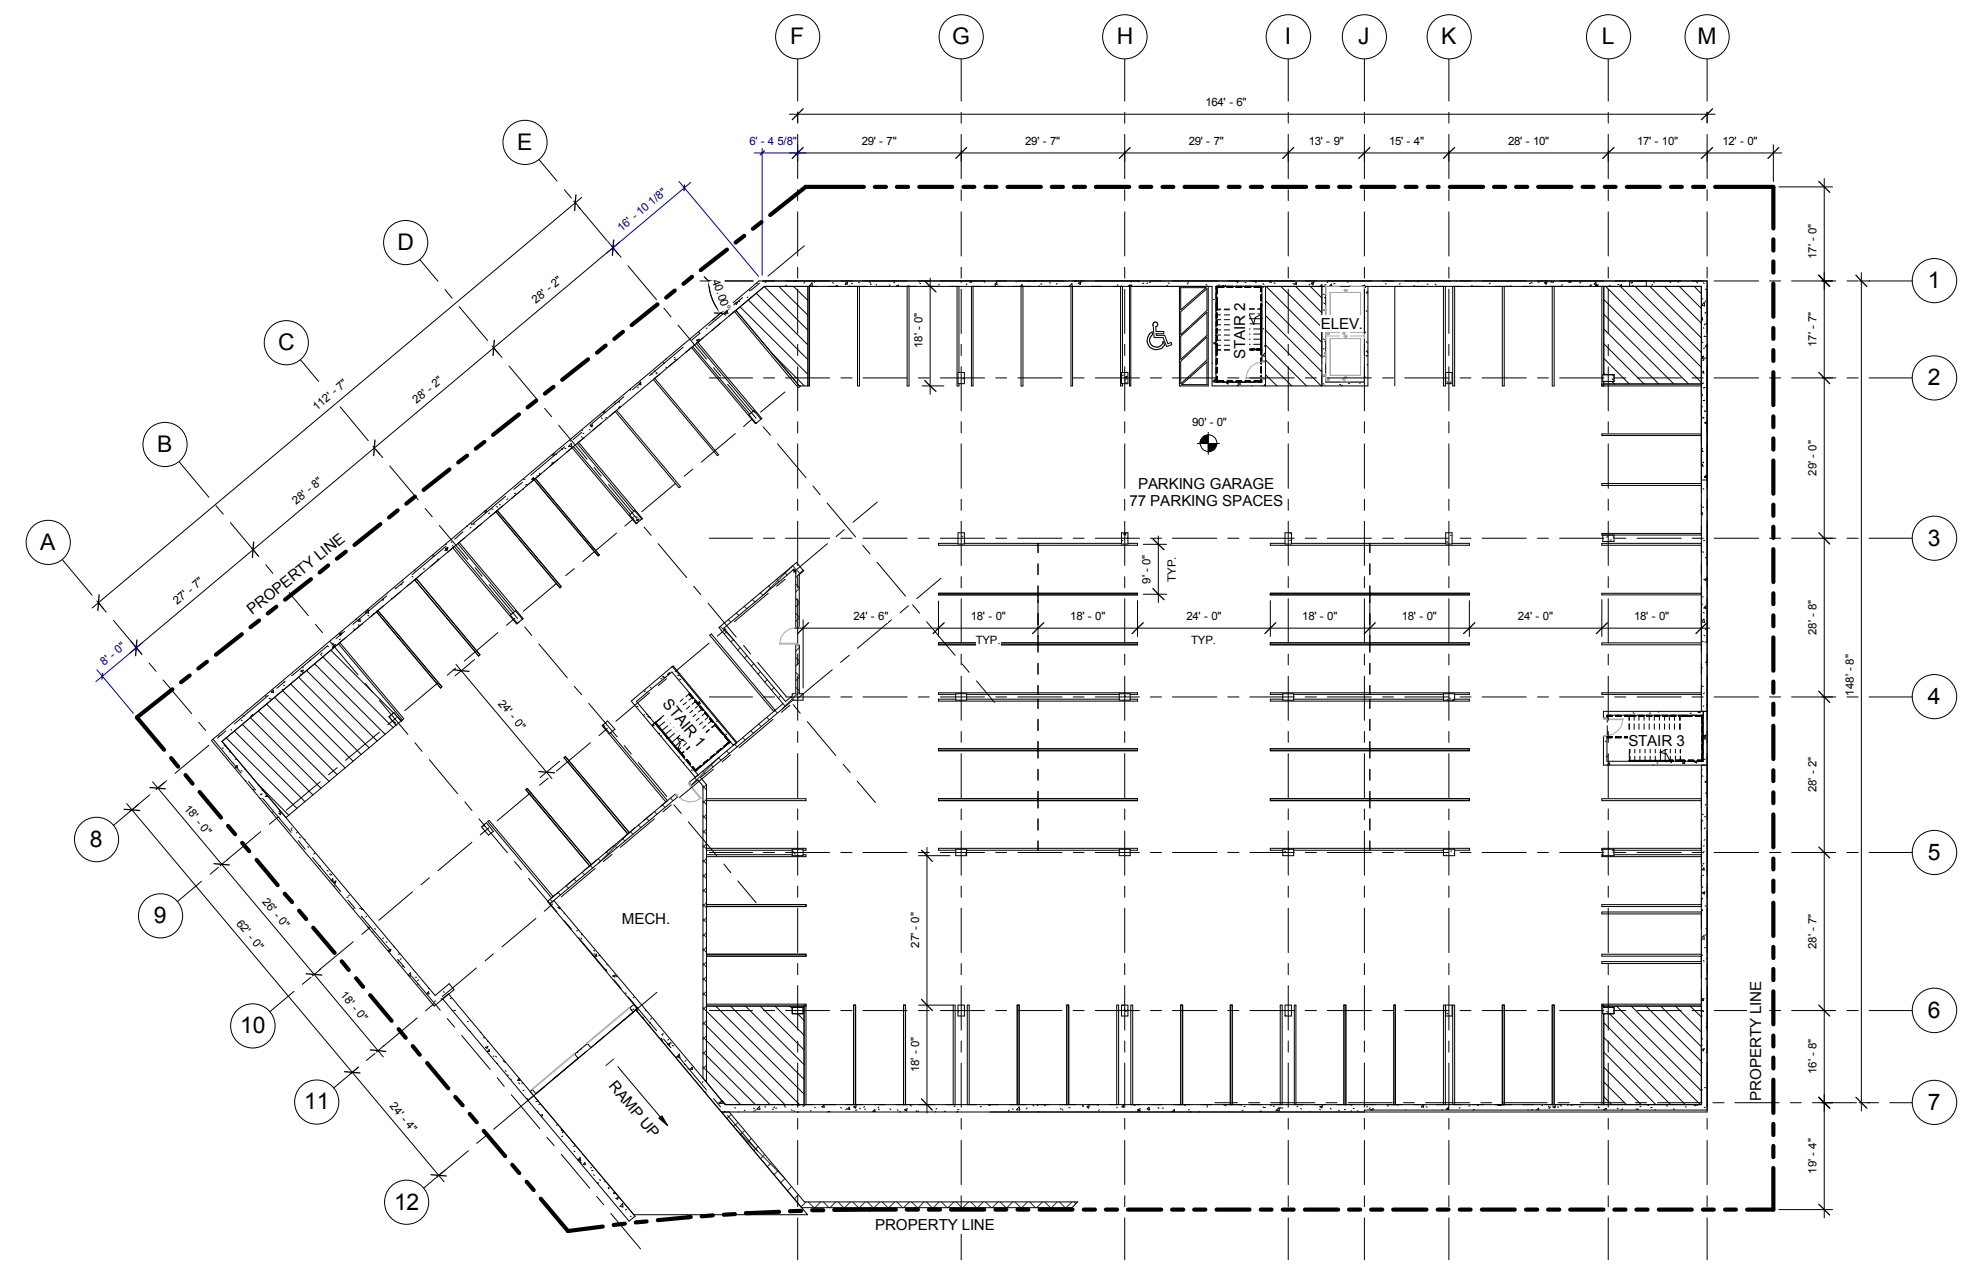 F
G
H
I
J
K
L
M
E
D
C
B
A
164' - 6"
6' - 4 5/8"
29' - 7"
29' - 7"
29' - 7"
13' - 9"
15' - 4"
28' - 10"
17' - 10"
12' - 0"
16' - 10 1/8"
28' - 2"
28' - 2"
28' - 8"
27' - 7"
112' - 7"
8' - 0"
PROPERTY LINE
40.00°
18' - 0"
STAIR 2
ELEV.
90' - 0"
PARKING GARAGE
77 PARKING SPACES
17' - 0"
17' - 7"
29' - 0"
28' - 8"
28' - 2"
28' - 7"
16' - 8"
19' - 4"
148' - 8"
1
2
3
4
5
6
7
9' - 0"
TYP.
24' - 6"
18' - 0"
18' - 0"
24' - 0"
18' - 0"
18' - 0"
24' - 0"
18' - 0"
TYP.
TYP.
24' - 0"
STAIR 1
STAIR 3
MECH.
27' - 0"
18' - 0"
RAMP UP
18' - 0"
26' - 0"
62' - 0"
18' - 0"
24' - 4"
8
9
10
11
12
PROPERTY LINE
PROPERTY LINE